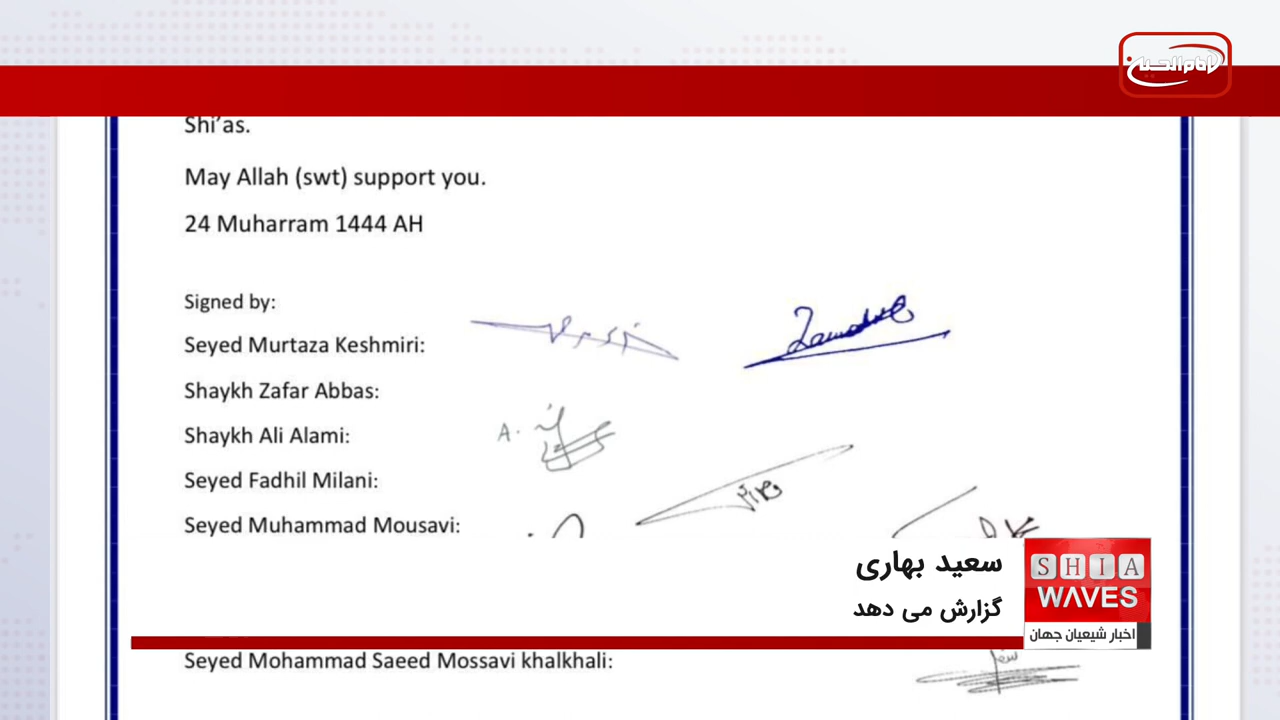 امام الحسین
Shi'as.
May Allah (swt) support you.
24 Muharram 1444 AH
Signed by:
Seyed Murtaza Keshmiri:
Shaykh Zafar Abbas:
Shaykh Ali Alami:
A.
Seyed Fadhil Milani:
Seyed Muhammad Mousavi:
سعید بهاری
گزارش می دهد
SHIA
WAVES
اخبار شیعیان جهان
Seyed Mohammad Saeed Mossavi khalkhali: